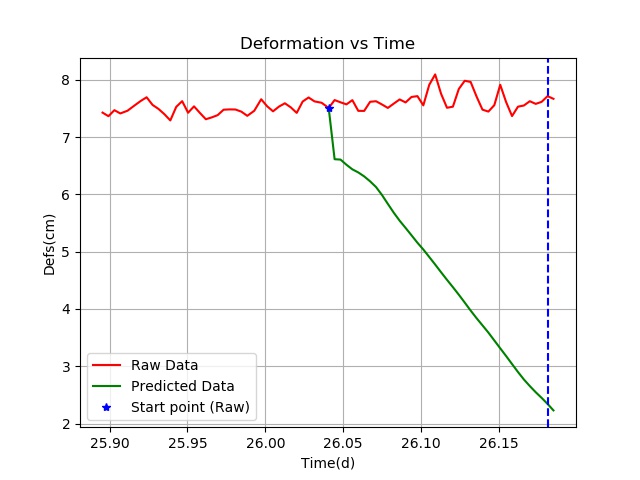 Deformation vs Time
8
7
6
5
4
3
2
Defs(cm)
Raw Data
Predicted Data
Start point (Raw)
25.90 25.95 26.00 26.05 26.10 26.15
Time(d)